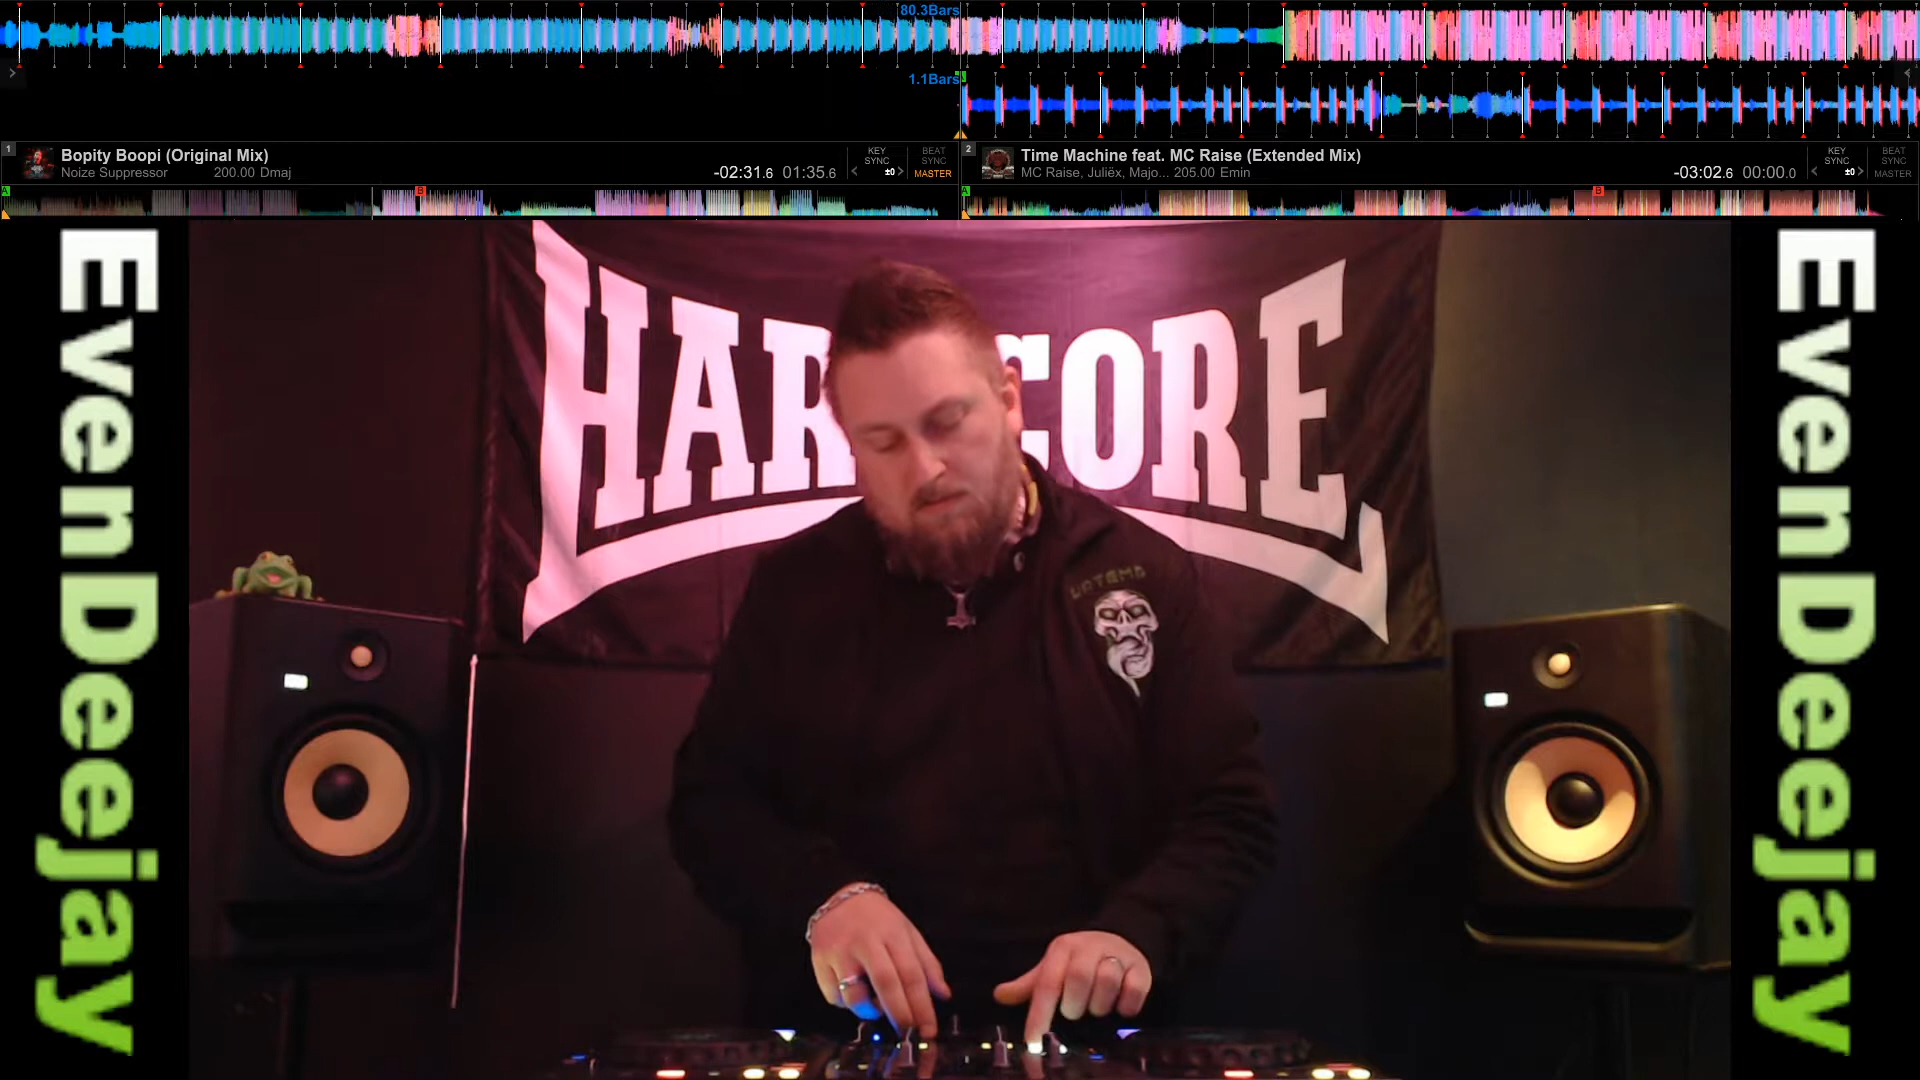 80.3Bars
1.1Bars
1
Bopity Boopi (Original Mix)
Noize Suppressor 200.00 Dmaj
-02:31.6 01:35.6
KEY
SYNC
±0
BEAT
SYNC
MASTER
2
Time Machine feat. MC Raise (Extended Mix)
MC Raise, Juliëx, Majo... 205.00 Emin
-03:02.6 00:00.0
KEY
SYNC
±0
BEAT
SYNC
MASTER
A
B
A
B
EvenDeejay
HAR CORE
EvenDeejay